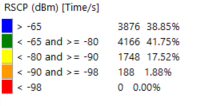 RSCP (dBm) [Time/s]
> -65 3876 38.85%
< -65 and >= -80 4166 41.75%
< -80 and >= -90 1748 17.52%
< -90 and >= -98 188 1.88%
< -98 0 0.00%